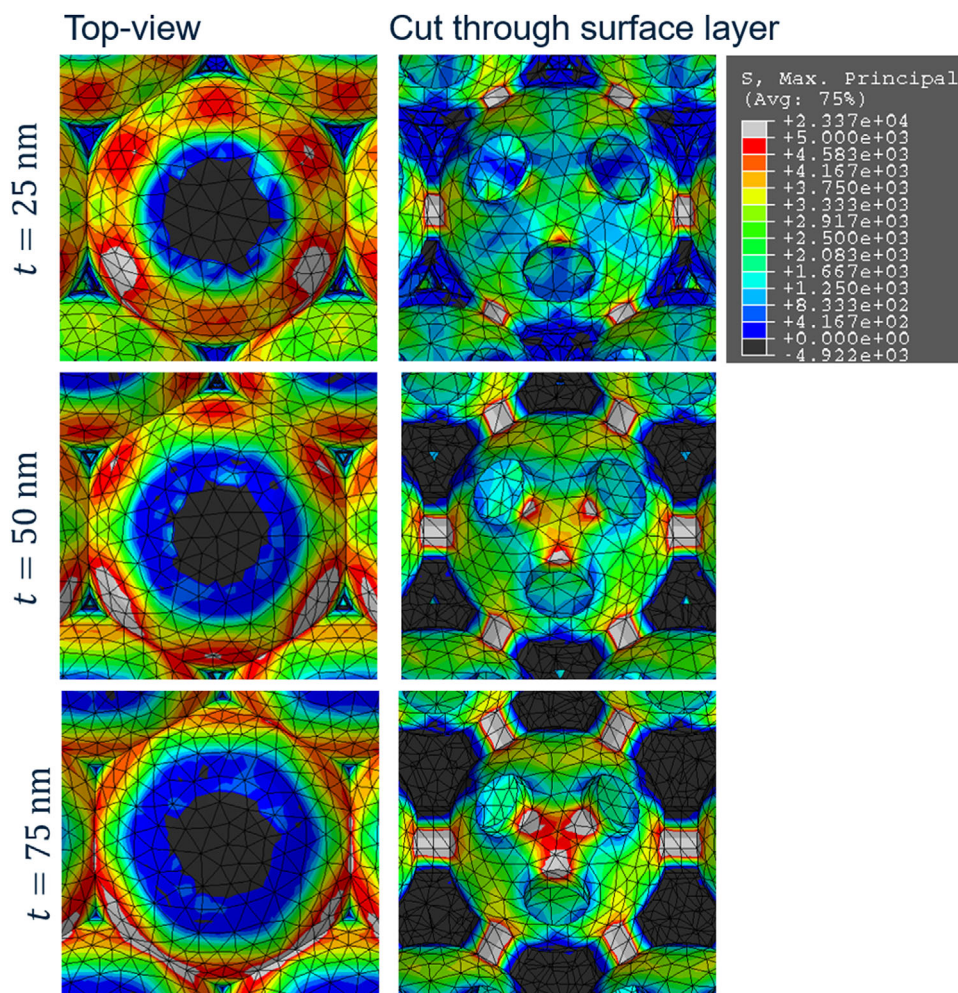 Top-view
Cut through surface layer
t = 25 nm
S, Max. Principal
(Avg: 75%)
+2.337e+04
+5.000e+03
+4.583e+03
+4.167e+03
+3.750e+03
+3.333e+03
+2.917e+03
+2.500e+03
+2.083e+03
+1.667e+03
+1.250e+03
+8.333e+02
+4.167e+02
+0.000e+00
-4.922e+03
t = 50 nm
t = 75 nm